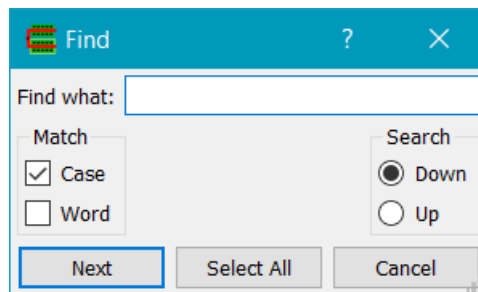 Find ?
Find what:
Match Search
Case Down
Word Up
Next Select All Cancel